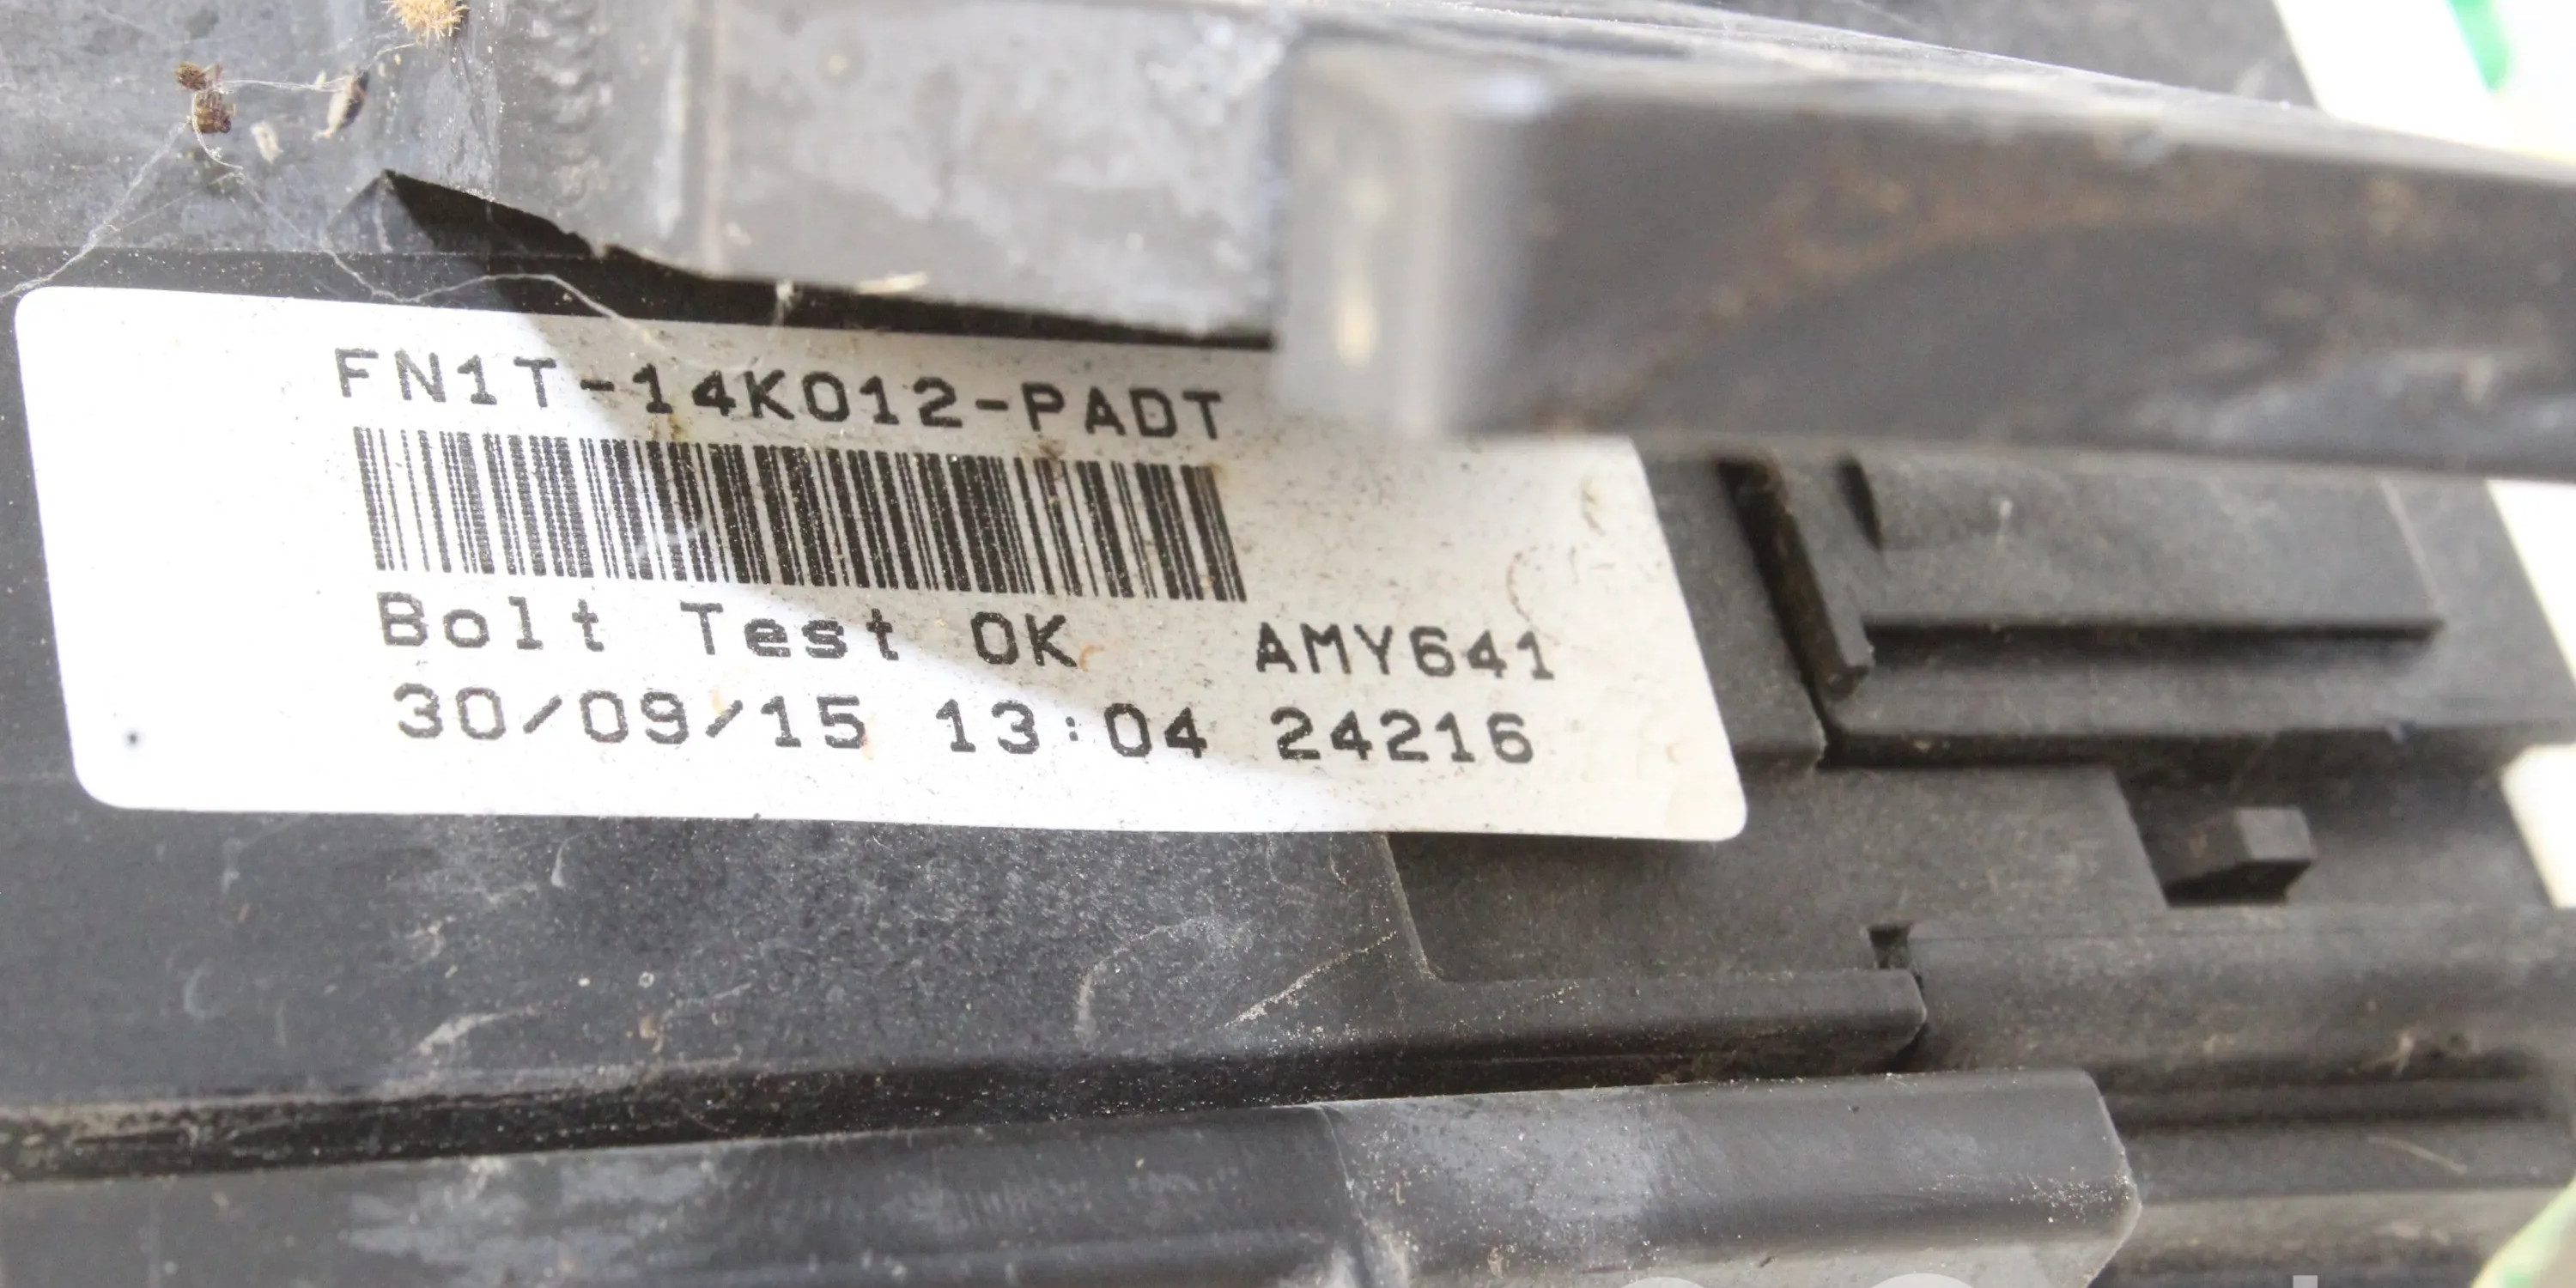 FN1T-14K012-PADT
Bolt Test OK AMY641
30/09/15 13:04 24216